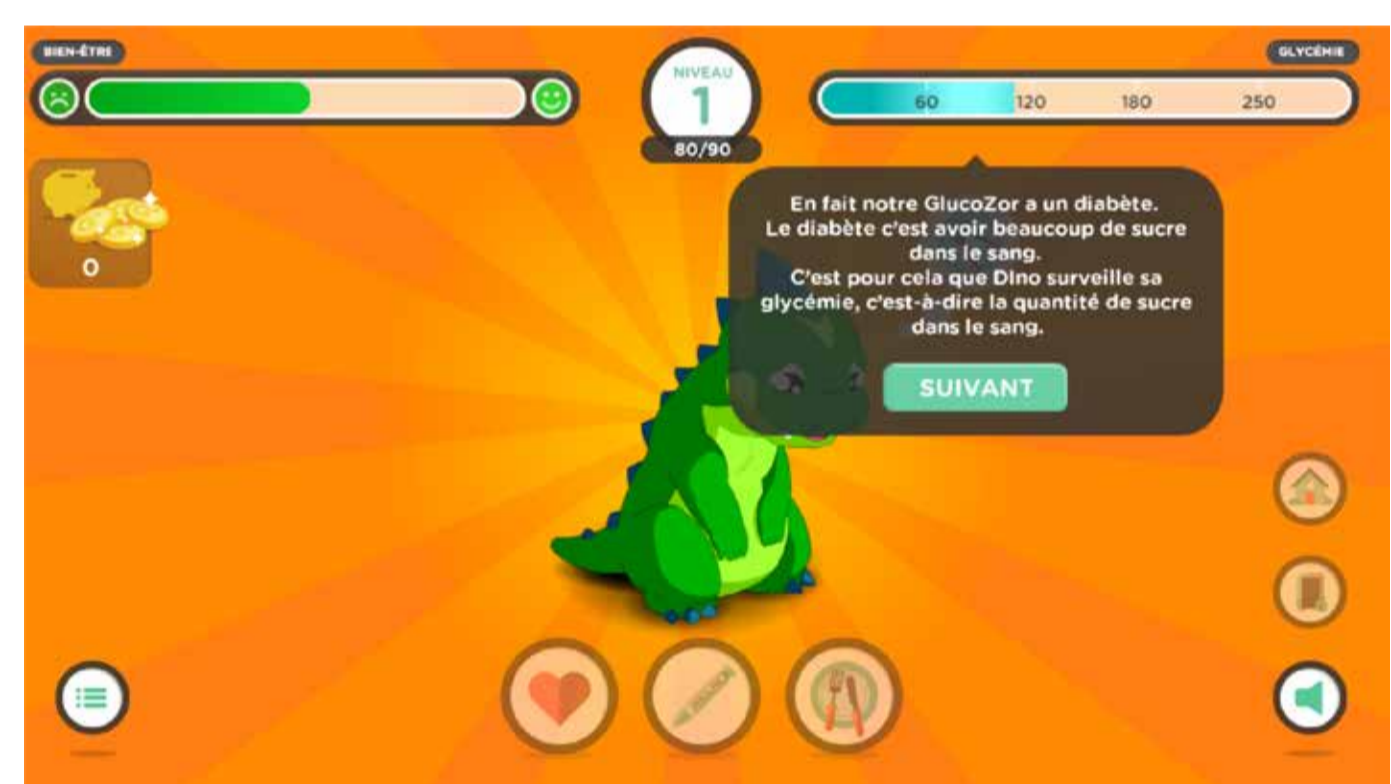 BIEN-ÊTRE
NIVEAU
1
80/90
GLYCÉMIE
60 120 180 250
0
En fait notre GlucoZor a un diabète.
Le diabète c'est avoir beaucoup de sucre
dans le sang.
C'est pour cela que DIno surveille sa
glycémie, c'est-à-dire la quantité de sucre
dans le sang.
SUIVANT